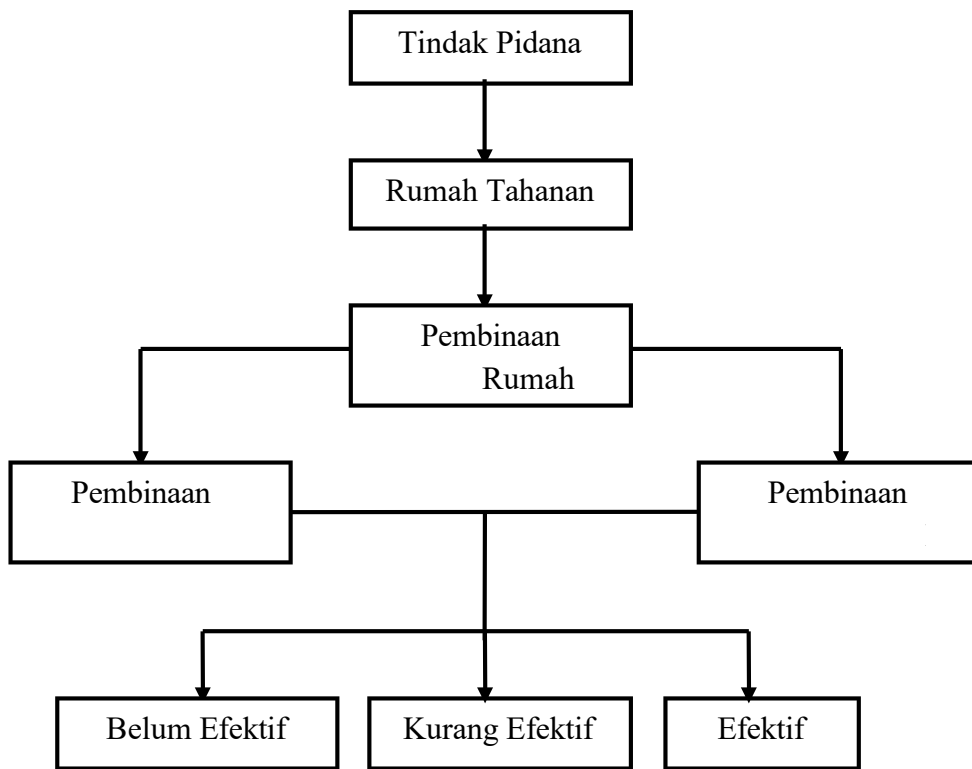 Tindak Pidana
Rumah Tahanan
Pembinaan
Rumah
Pembinaan
Pembinaan
Belum Efektif
Kurang Efektif
Efektif